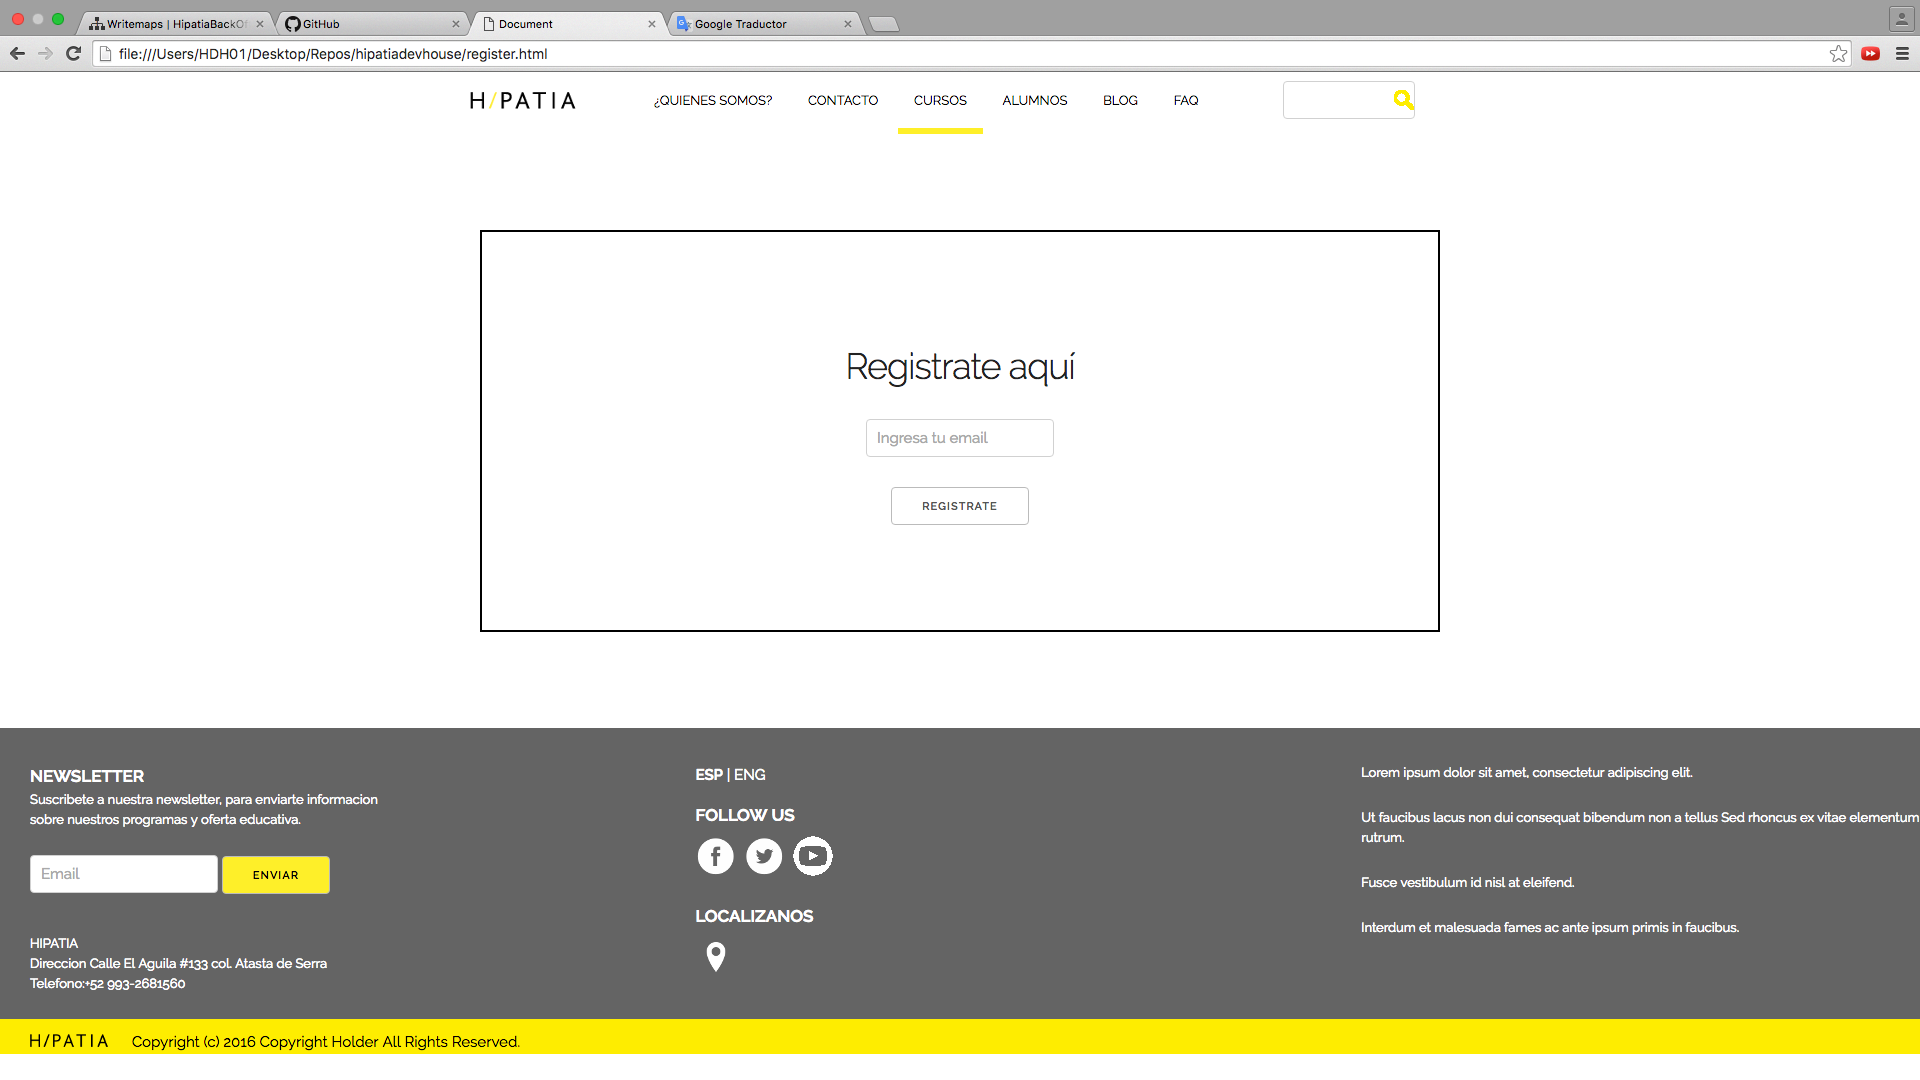 Writemaps | HipatiaBackOf
GitHub
Document
Google Traductor
file:///Users/HDH01/Desktop/Repos/hipatiadevhouse/register.html
H/PATIA
¿QUIENES SOMOS?
CONTACTO
CURSOS
ALUMNOS
BLOG
FAQ
Registrate aquí
Ingresa tu email
REGISTRATE
NEWSLETTER
Suscribete a nuestra newsletter, para enviarte informacion
sobre nuestros programas y oferta educativa.
Email
ENVIAR
HIPATIA
Direccion Calle El Aguila #133 col. Atasta de Serra
Telefono:+52 993-2681560
ESP | ENG
FOLLOW US
LOCALIZANOS
Lorem ipsum dolor sit amet, consectetur adipiscing elit.
Ut faucibus lacus non dui consequat bibendum non a tellus Sed rhoncus ex vitae elementum
rutrum.
Fusce vestibulum id nisl at eleifend.
Interdum et malesuada fames ac ante ipsum primis in faucibus.
H/PATIA
Copyright (c) 2016 Copyright Holder All Rights Reserved.